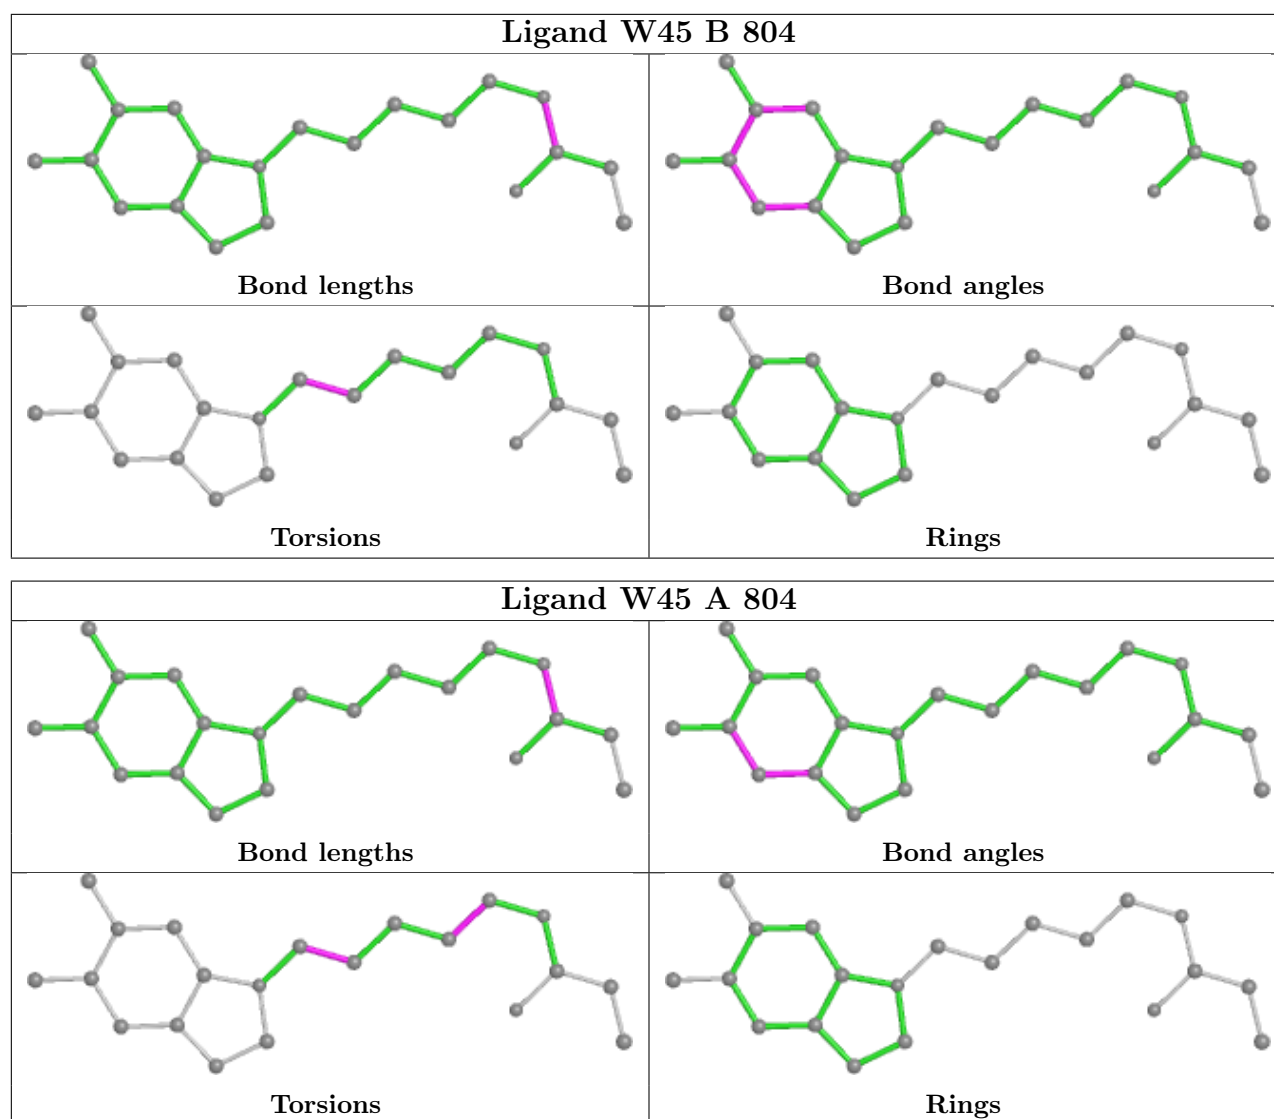 Ligand W45 B 804
Bond lengths
Bond angles
Torsions
Rings
Ligand W45 A 804
Bond lengths
Bond angles
Torsions
Rings